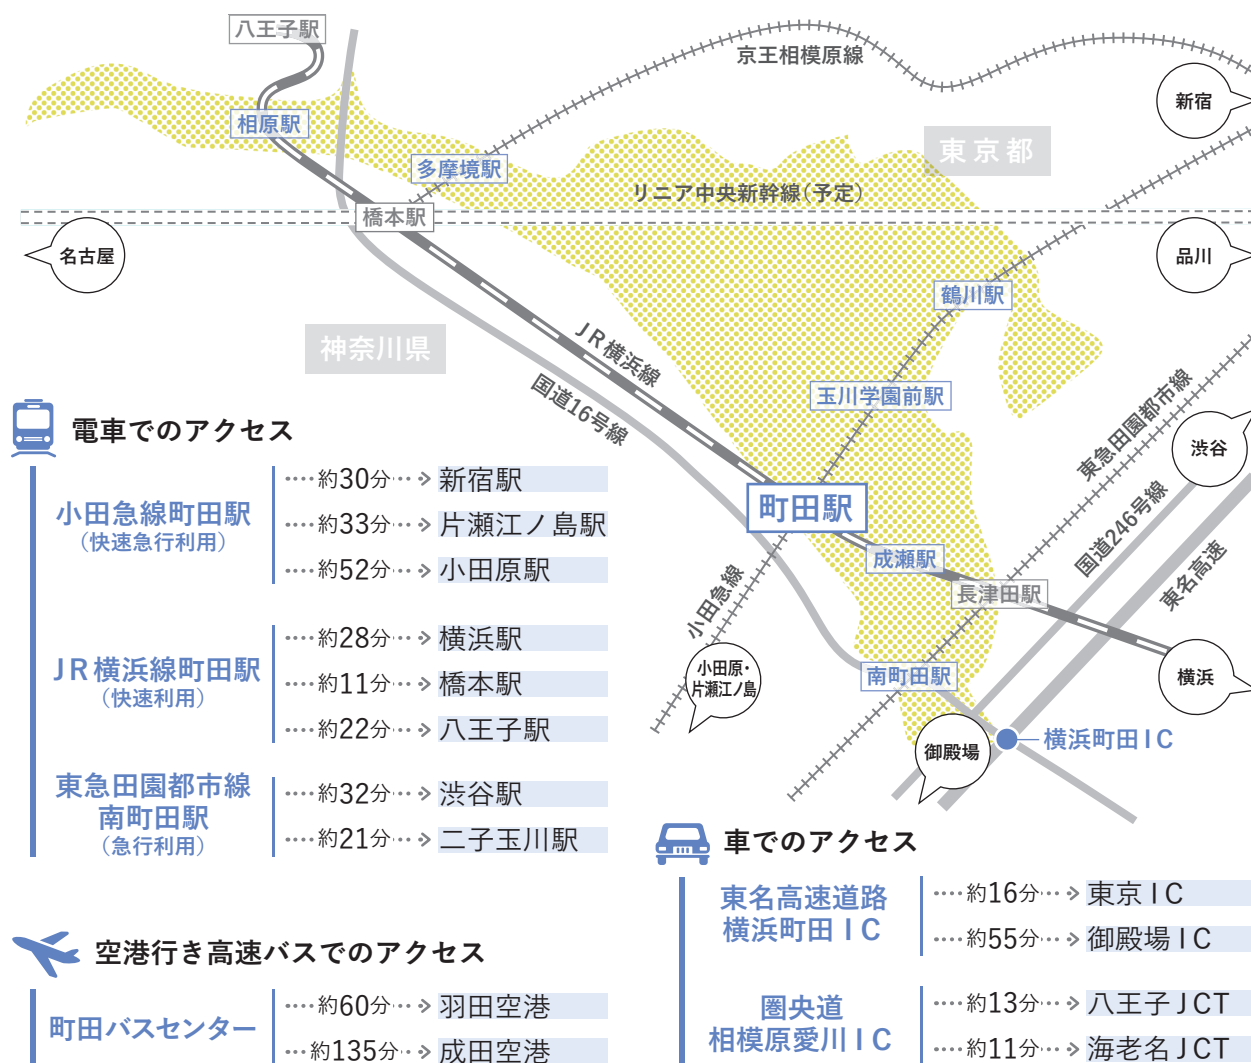 八王子駅
京王相模原線
新宿
相原駅
東京都
多摩境駅
リニア中央新幹線（予定）
橋本駅
名古屋
品川
鶴川駅
神奈川県
JR横浜線
国道16号線
玉川学園前駅
東急田園都市線
渋谷
町田駅
国道246号線
成瀬駅
東名高速
長津田駅
小田急線
小田原・
片瀬江ノ島
南町田駅
横浜
御殿場
横浜町田IC
電車でのアクセス
小田急線町田駅
（快速急行利用）
約30分 新宿駅
約33分 片瀬江ノ島駅
約52分 小田原駅
JR横浜線町田駅
（快速利用）
約28分 横浜駅
約11分 橋本駅
約22分 八王子駅
東急田園都市線
南町田駅
（急行利用）
約32分 渋谷駅
約21分 二子玉川駅
空港行き高速バスでのアクセス
町田バスセンター
約60分 羽田空港
約135分 成田空港
車でのアクセス
東名高速道路
横浜町田IC
約16分 東京IC
約55分 御殿場IC
圏央道
相模原愛川IC
約13分 八王子JCT
約11分 海老名JCT